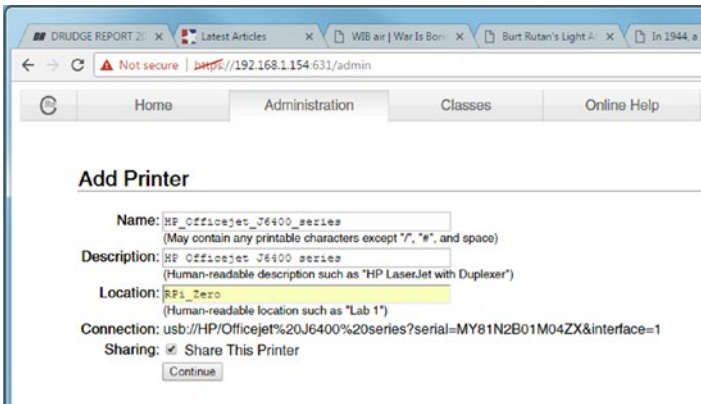 DRUDGE REPORT 20
Latest Articles
WIB air | War Is Bori
Burt Rutan's Light A
In 1944, a
Not secure | https://192.168.1.154:631/admin
Home Administration Classes Online Help
Add Printer
Name: HP_Officejet_J6400_series
(May contain any printable characters except "/", "#", and space)
Description: HP Officejet J6400 series
(Human-readable description such as "HP LaserJet with Duplexer")
Location: RPi_Zero
(Human-readable location such as "Lab 1")
Connection: usb://HP/Officejet%20J6400%20series?serial=MY81N2B01M04ZX&interface=1
Sharing: Share This Printer
Continue